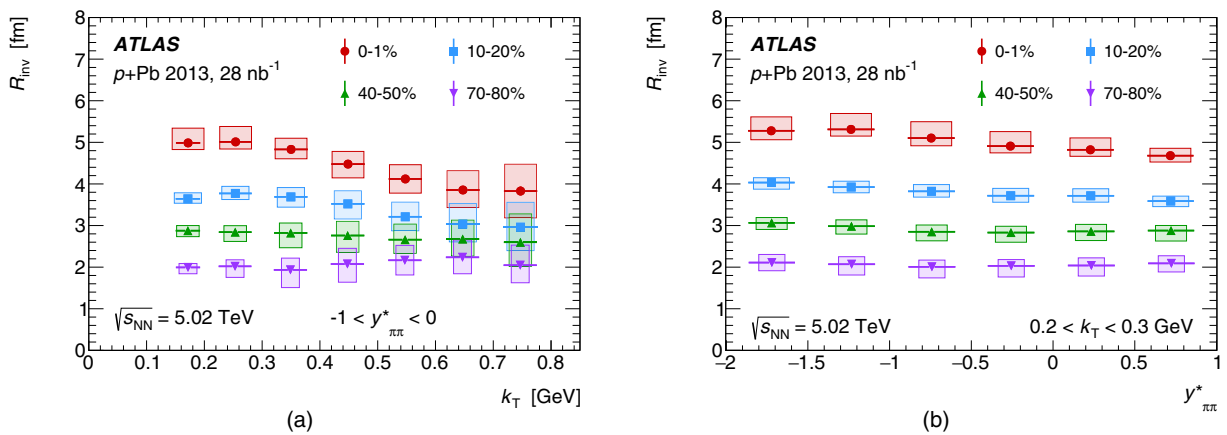 R_inv [fm]
8
7
6
5
4
3
2
1
0
ATLAS
p+Pb 2013, 28 nb⁻¹
0-1%
10-20%
40-50%
70-80%
√s_NN = 5.02 TeV
-1 < y*_ππ < 0
0 0.1 0.2 0.3 0.4 0.5 0.6 0.7 0.8
k_T [GeV]
(a)
R_inv [fm]
8
7
6
5
4
3
2
1
0
ATLAS
p+Pb 2013, 28 nb⁻¹
0-1%
10-20%
40-50%
70-80%
√s_NN = 5.02 TeV
0.2 < k_T < 0.3 GeV
−2 −1.5 −1 −0.5 0 0.5 1
y*_ππ
(b)